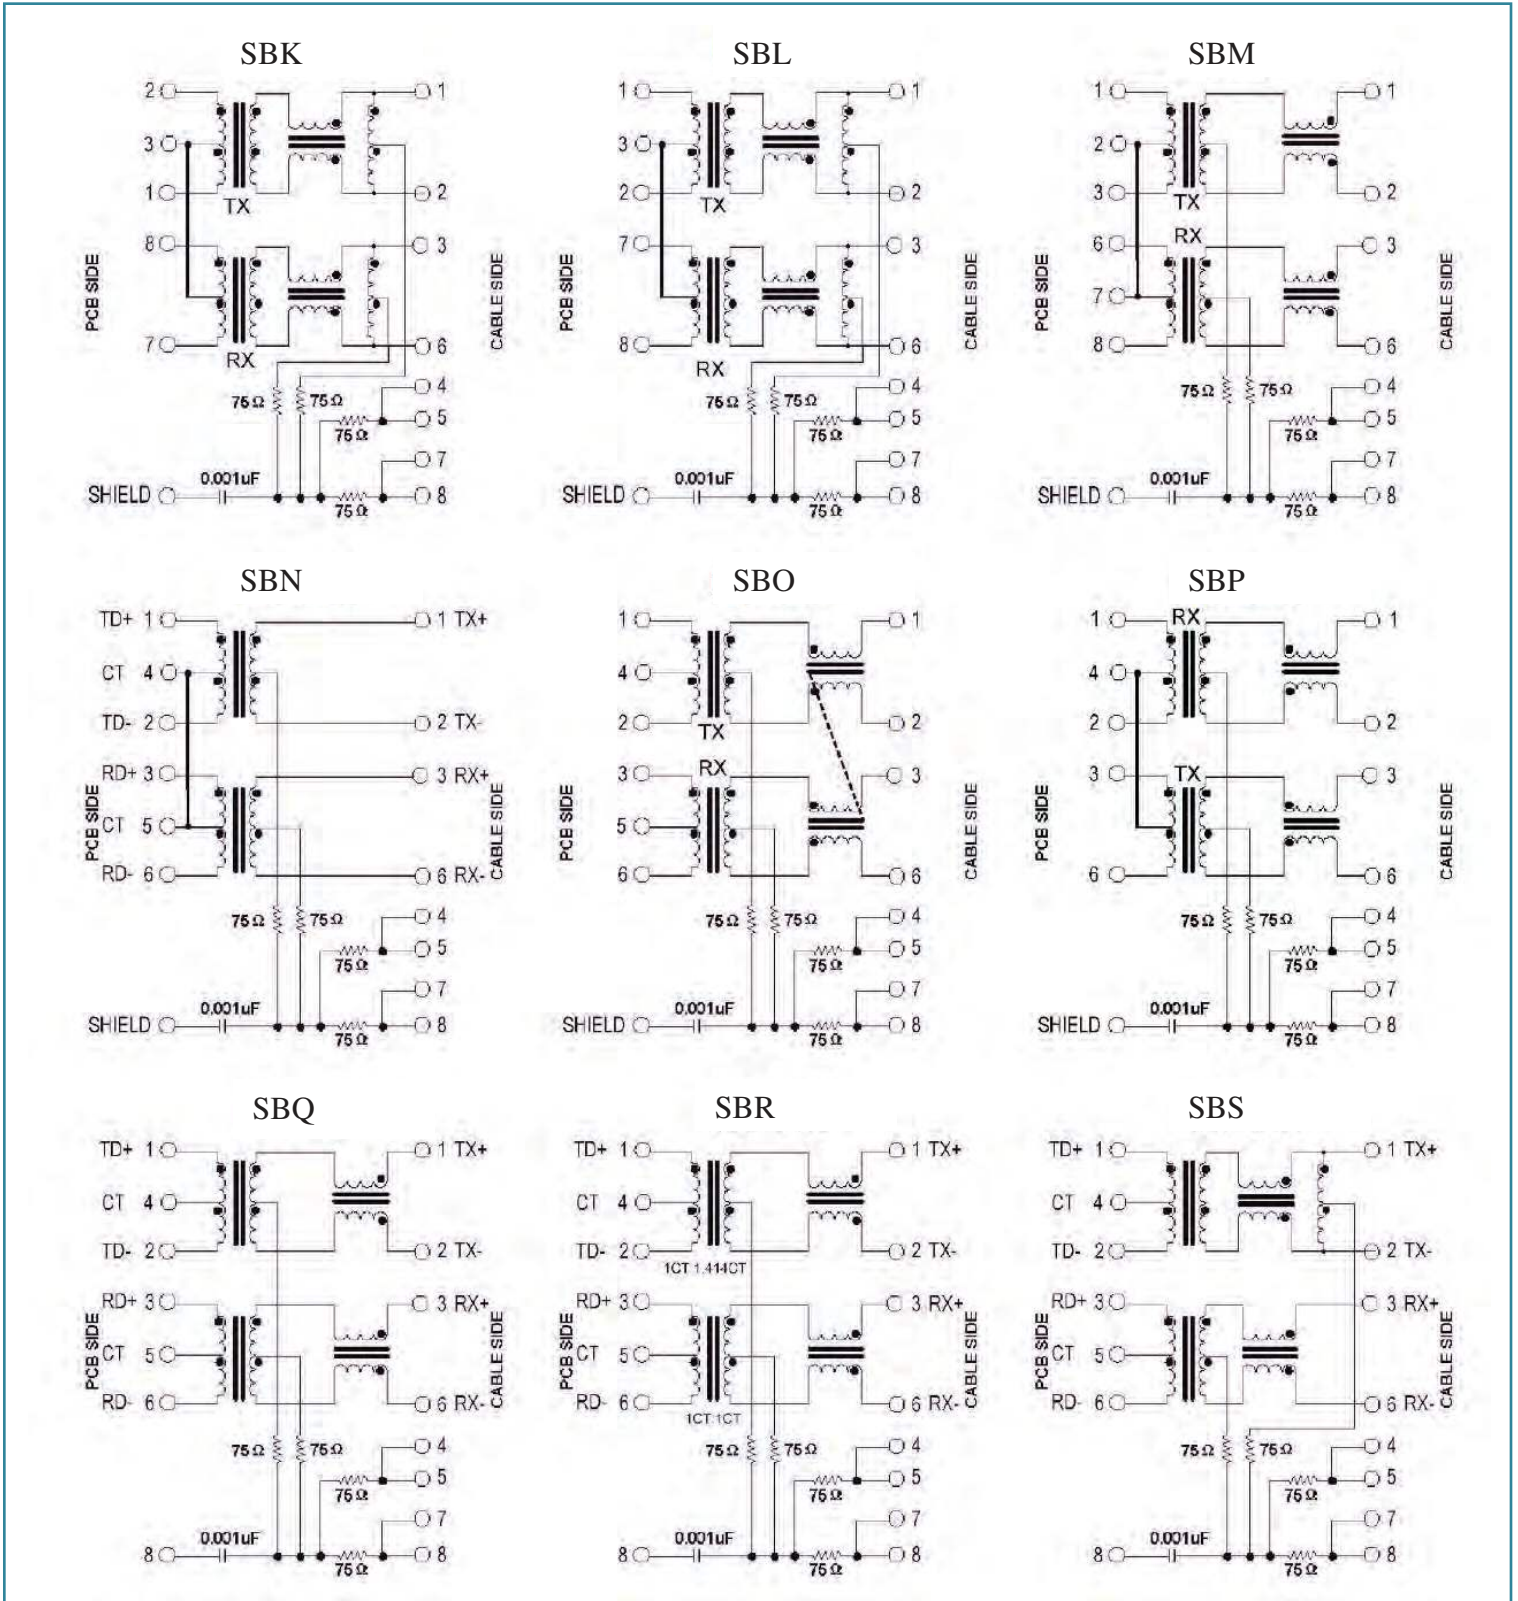 SBK
2 1
3
1 2
TX
8 3
PCB SIDE
CABLE SIDE
7 6
RX
4
75Ω 75Ω
5
75Ω
7
0.001uF
SHIELD 8
75Ω
SBL
1 1
3
2 2
TX
7 3
PCB SIDE
CABLE SIDE
8 6
RX
4
75Ω 75Ω
5
75Ω
7
0.001uF
SHIELD 8
75Ω
SBM
1 1
2
3 2
TX
RX
6 3
PCB SIDE
7
CABLE SIDE
8 6
4
75Ω 75Ω
5
75Ω
7
0.001uF
SHIELD 8
75Ω
SBN
TD+ 1 1 TX+
CT 4
TD- 2 2 TX-
RD+ 3 3 RX+
PCB SIDE
CT 5
CABLE SIDE
RD- 6 6 RX-
4
75Ω 75Ω
5
75Ω
7
0.001uF
SHIELD 8
75Ω
SBO
1 1
4
2 2
TX
RX
3 3
PCB SIDE
5
CABLE SIDE
6 6
4
75Ω 75Ω
5
75Ω
7
0.001uF
SHIELD 8
75Ω
SBP
1 RX 1
4
2 2
3 TX 3
PCB SIDE
CABLE SIDE
6 6
4
75Ω 75Ω
5
75Ω
7
0.001uF
SHIELD 8
75Ω
SBQ
TD+ 1 1 TX+
CT 4
TD- 2 2 TX-
RD+ 3 3 RX+
PCB SIDE
CT 5
CABLE SIDE
RD- 6 6 RX-
4
75Ω 75Ω
5
75Ω
7
0.001uF
8 8
75Ω
SBR
TD+ 1 1 TX+
CT 4
TD- 2 2 TX-
1CT 1.414CT
RD+ 3 3 RX+
PCB SIDE
CT 5
CABLE SIDE
RD- 6 6 RX-
1CT:1CT
4
75Ω 75Ω
5
75Ω
7
0.001uF
8 8
75Ω
SBS
TD+ 1 1 TX+
CT 4
TD- 2 2 TX-
RD+ 3 3 RX+
PCB SIDE
CT 5
CABLE SIDE
RD- 6 6 RX-
4
75Ω 75Ω
5
75Ω
7
0.001uF
8 8
75Ω